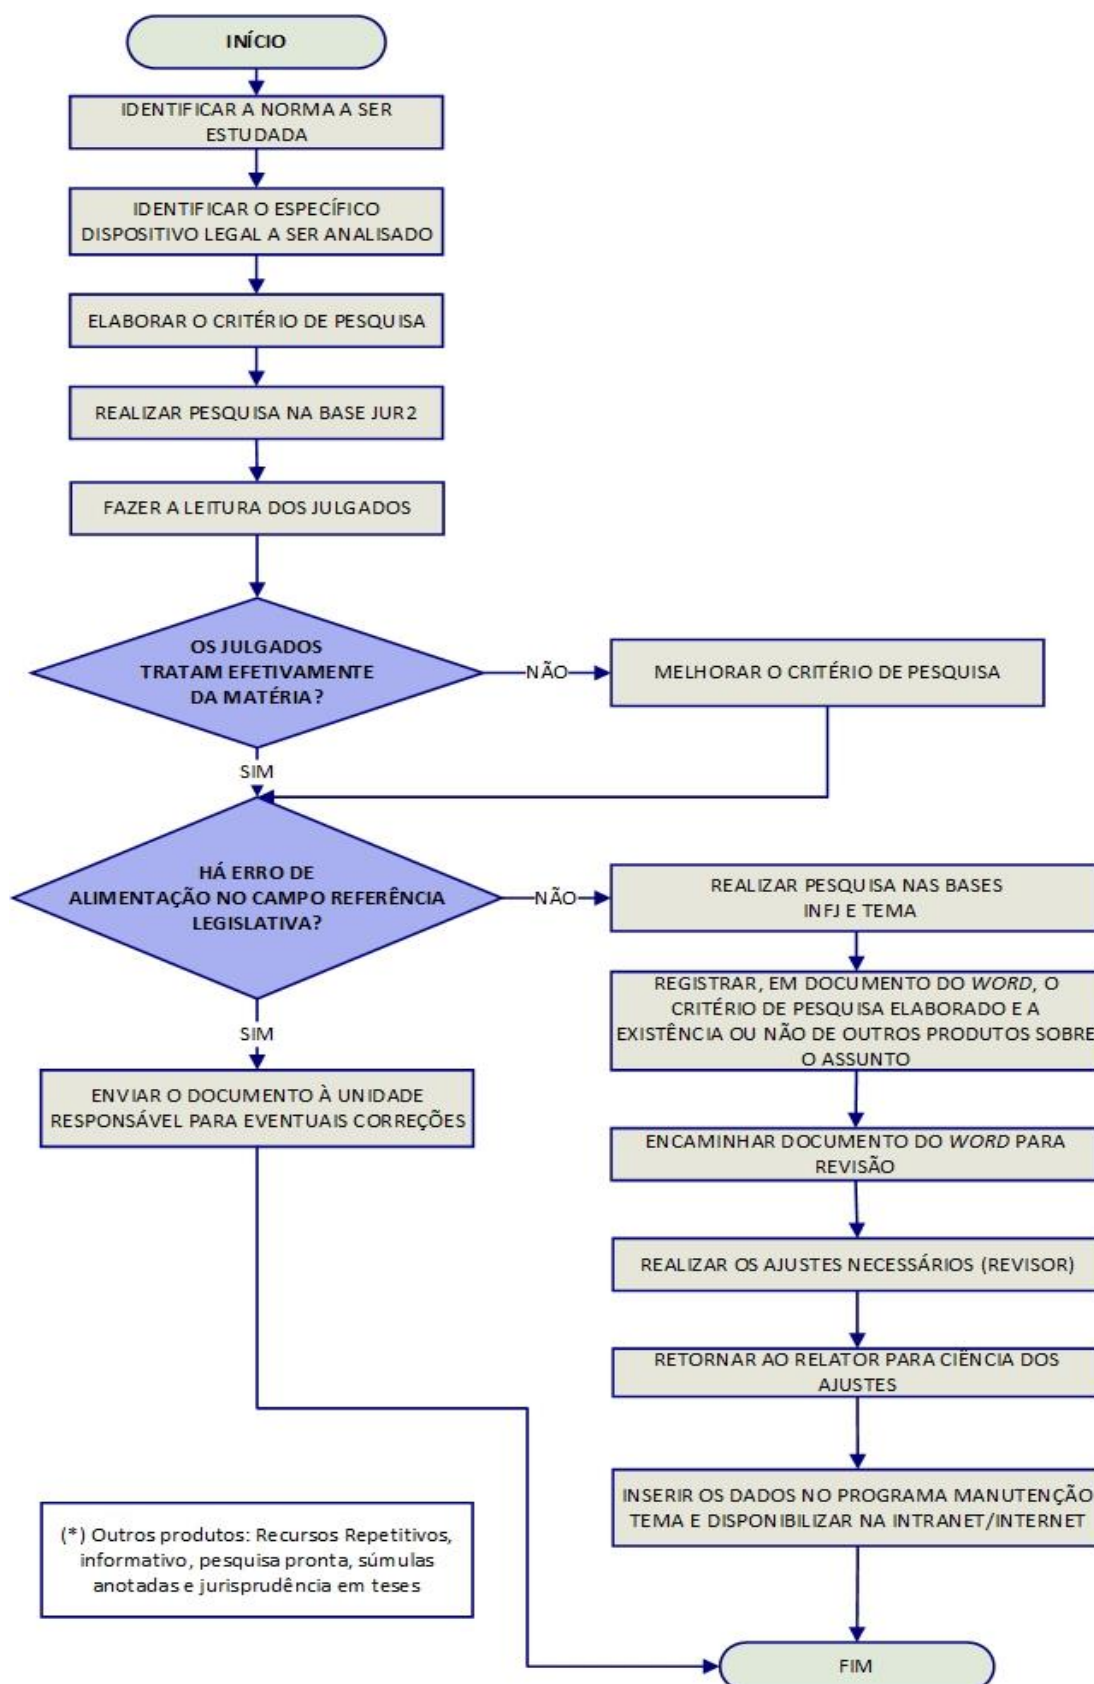 INÍCIO
IDENTIFICAR A NORMA A SER
ESTUDADA
IDENTIFICAR O ESPECÍFICO
DISPOSITIVO LEGAL A SER ANALISADO
ELABORAR O CRITÉRIO DE PESQUISA
REALIZAR PESQUISA NA BASE JUR2
FAZER A LEITURA DOS JULGADOS
OS JULGADOS
TRATAM EFETIVAMENTE
DA MATÉRIA?
NÃO
MELHORAR O CRITÉRIO DE PESQUISA
SIM
HÁ ERRO DE
ALIMENTAÇÃO NO CAMPO REFERÊNCIA
LEGISLATIVA?
NÃO
REALIZAR PESQUISA NAS BASES
INFJ E TEMA
REGISTRAR, EM DOCUMENTO DO WORD, O
CRITÉRIO DE PESQUISA ELABORADO E A
EXISTÊNCIA OU NÃO DE OUTROS PRODUTOS SOBRE
O ASSUNTO
SIM
ENVIAR O DOCUMENTO À UNIDADE
RESPONSÁVEL PARA EVENTUAIS CORREÇÕES
ENCAMINHAR DOCUMENTO DO WORD PARA
REVISÃO
REALIZAR OS AJUSTES NECESSÁRIOS (REVISOR)
RETORNAR AO RELATOR PARA CIÊNCIA DOS
AJUSTES
INSERIR OS DADOS NO PROGRAMA MANUTENÇÃO
TEMA E DISPONIBILIZAR NA INTRANET/INTERNET
(*) Outros produtos: Recursos Repetitivos,
informativo, pesquisa pronta, súmulas
anotadas e jurisprudência em teses
FIM